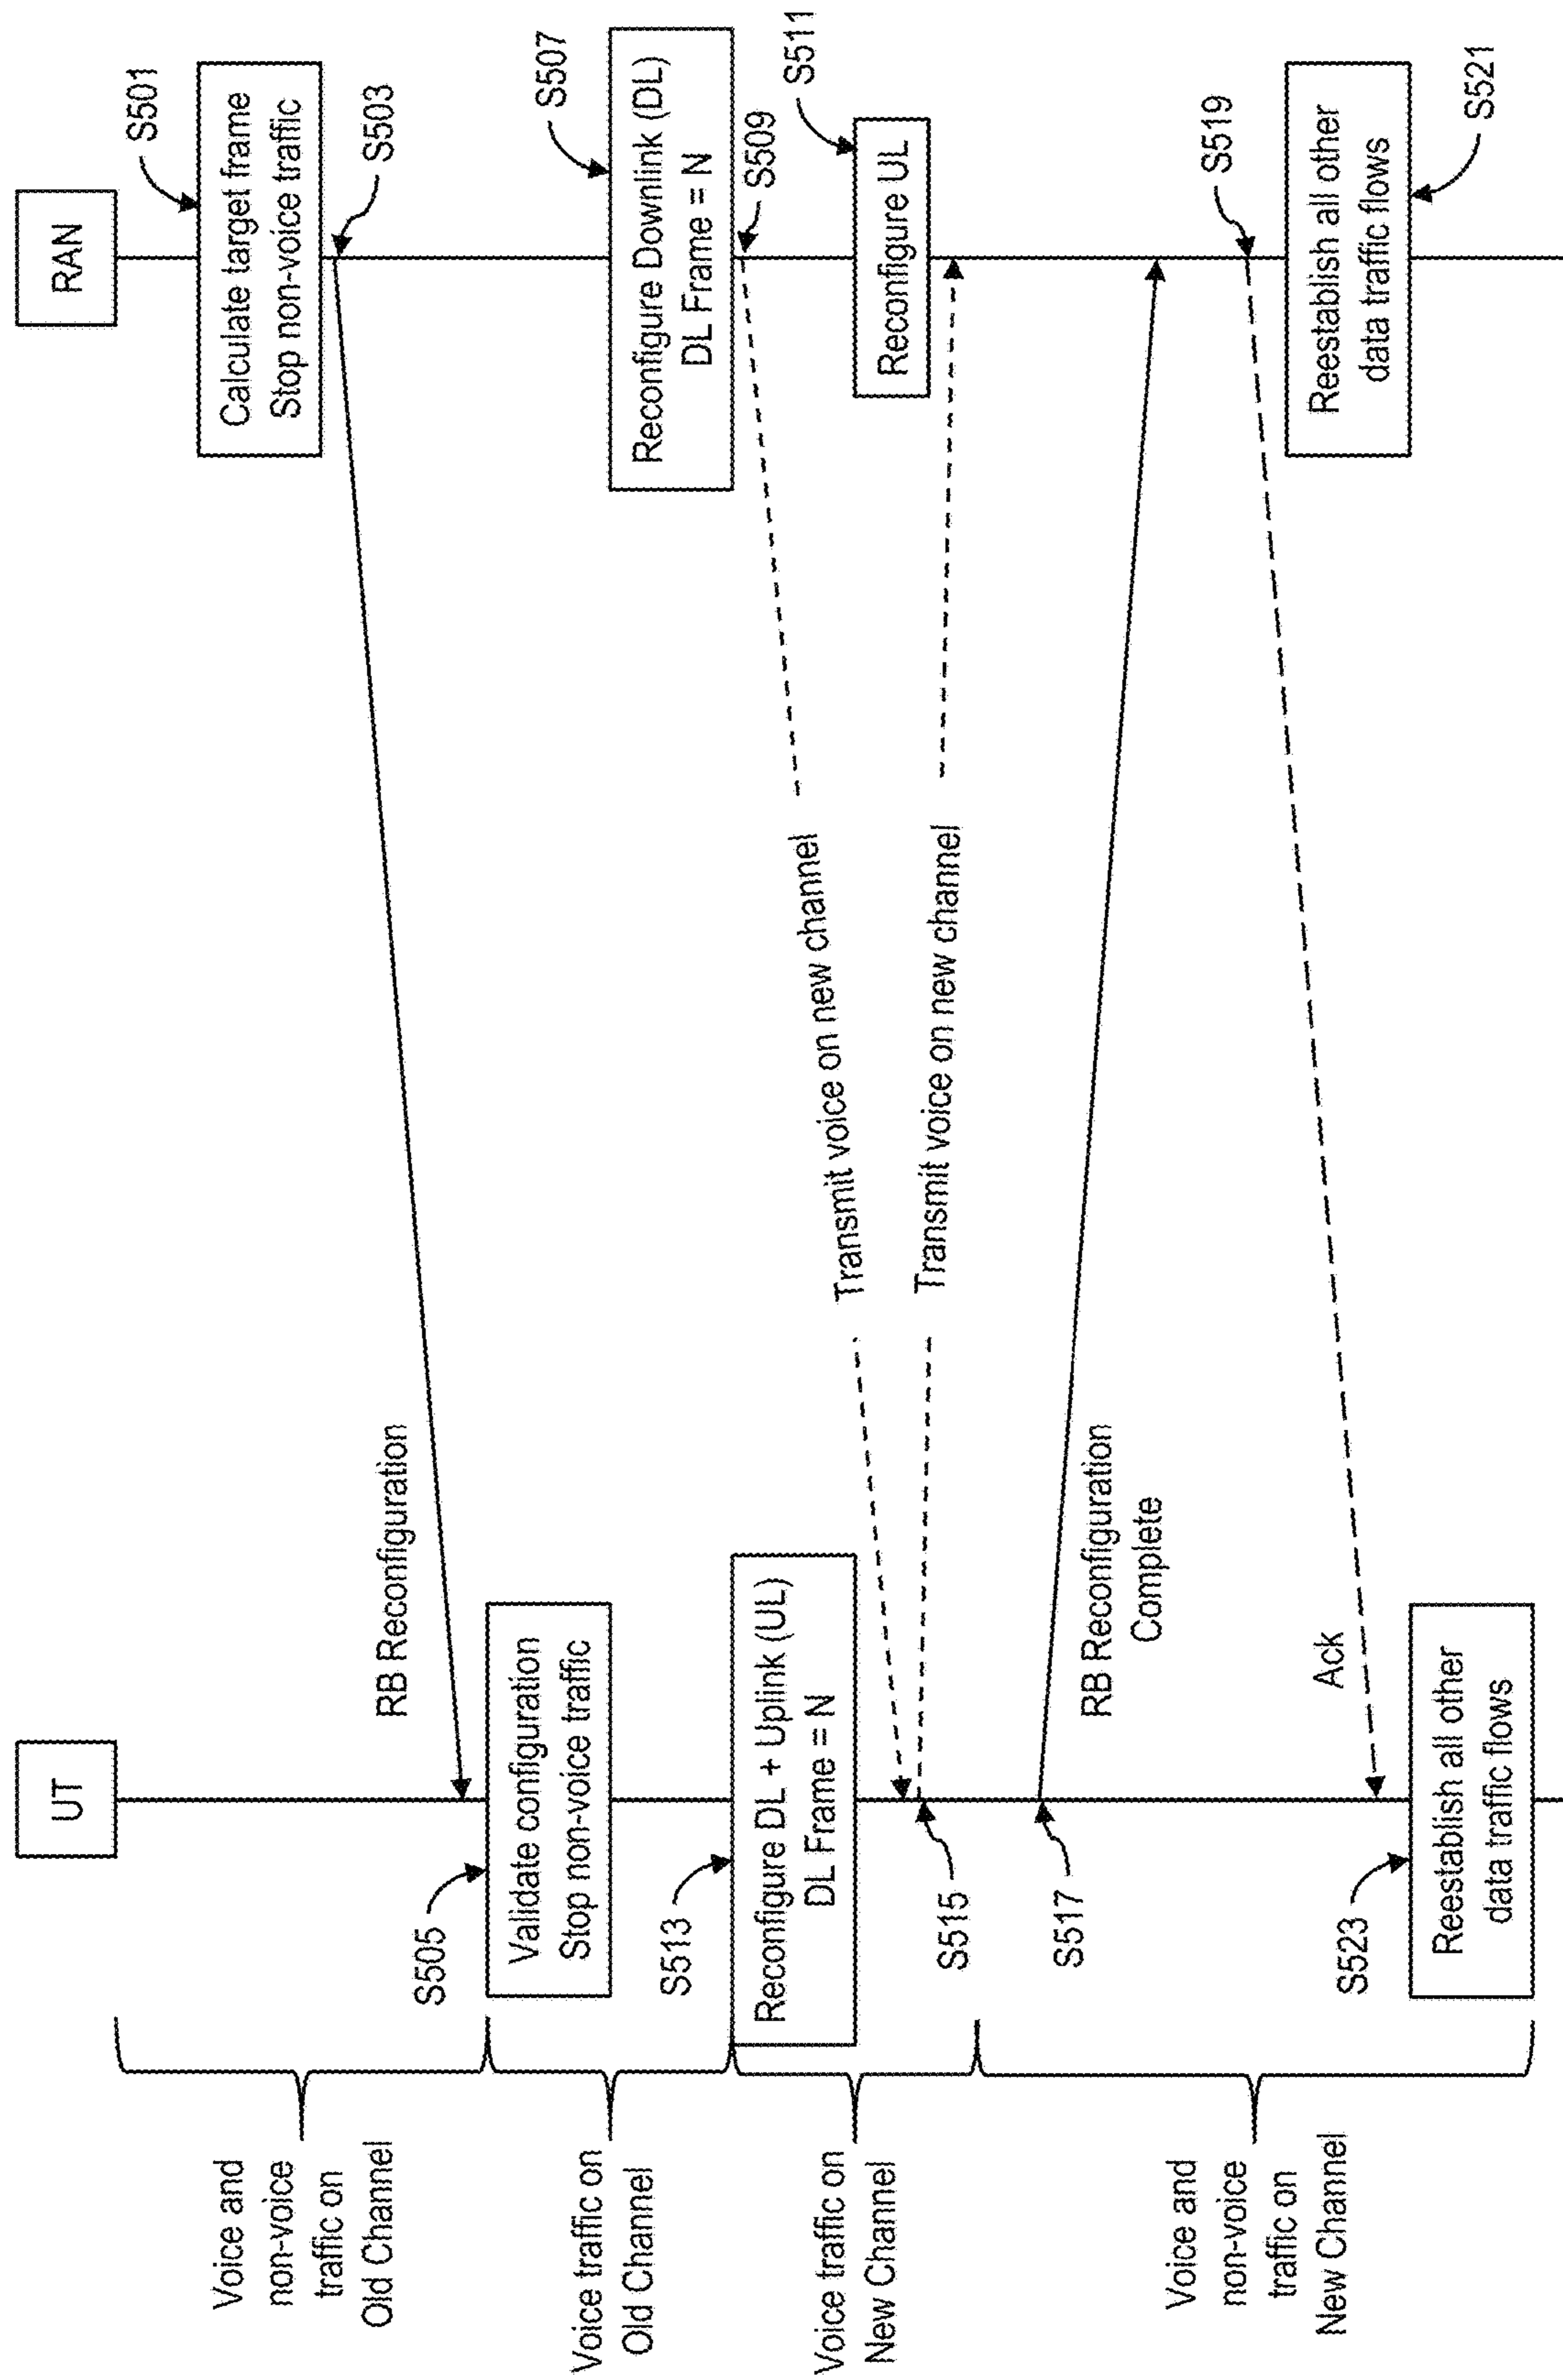 UT
RAN
S501
Calculate target frame
Stop non-voice traffic
S503
RB Reconfiguration
S505
Validate configuration
Stop non-voice traffic
S507
Reconfigure Downlink (DL)
DL Frame = N
S509
S511
Reconfigure UL
S513
Reconfigure DL + Uplink (UL)
DL Frame = N
Transmit voice on new channel
Transmit voice on new channel
S515
S517
RB Reconfiguration
Complete
S519
Ack
Reestablish all other
data traffic flows
S521
S523
Reestablish all other
data traffic flows
Voice and
non-voice
traffic on
Old Channel
Voice traffic on
Old Channel
Voice traffic on
New Channel
Voice and
non-voice
traffic on
New Channel